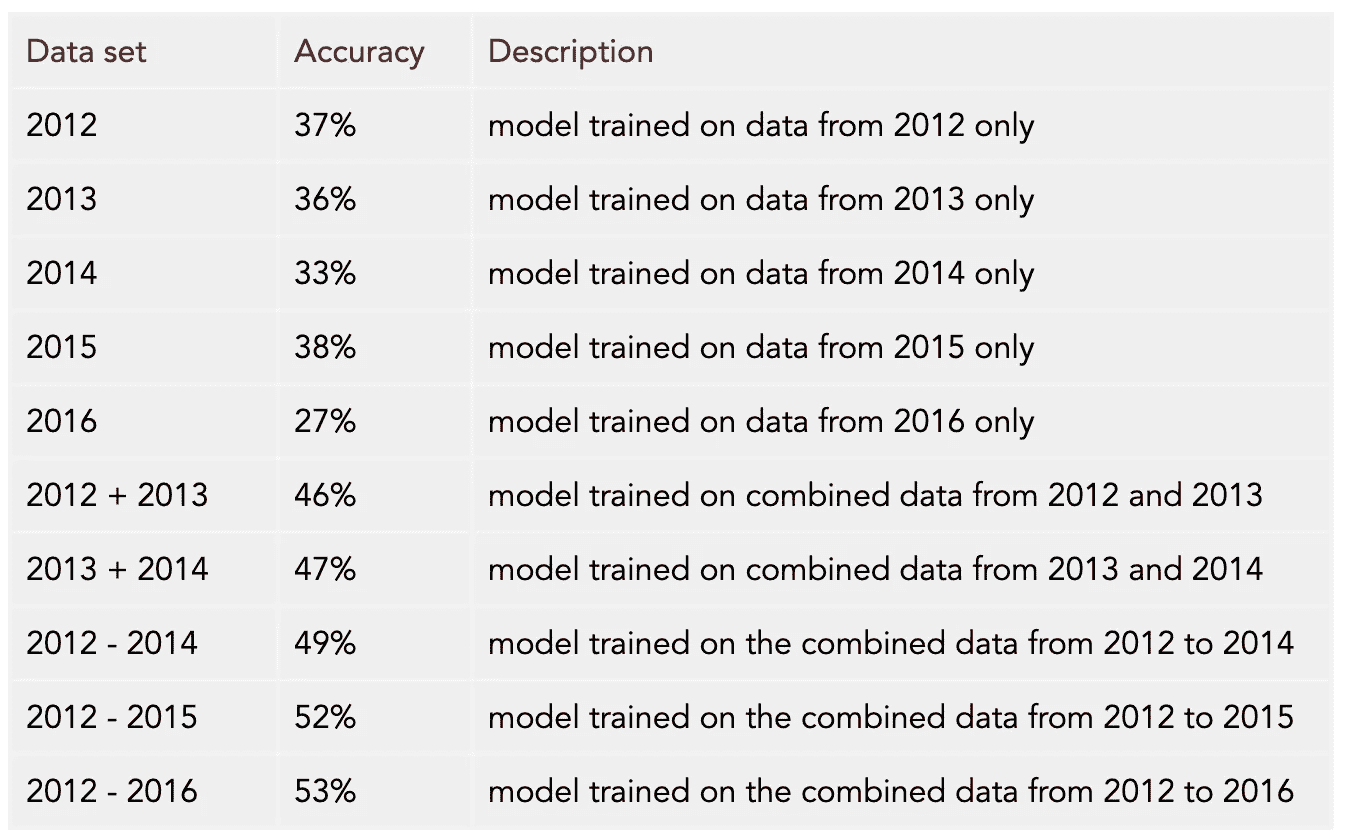 Data set Accuracy Description
2012 37% model trained on data from 2012 only
2013 36% model trained on data from 2013 only
2014 33% model trained on data from 2014 only
2015 38% model trained on data from 2015 only
2016 27% model trained on data from 2016 only
2012 + 2013 46% model trained on combined data from 2012 and 2013
2013 + 2014 47% model trained on combined data from 2013 and 2014
2012 - 2014 49% model trained on the combined data from 2012 to 2014
2012 - 2015 52% model trained on the combined data from 2012 to 2015
2012 - 2016 53% model trained on the combined data from 2012 to 2016